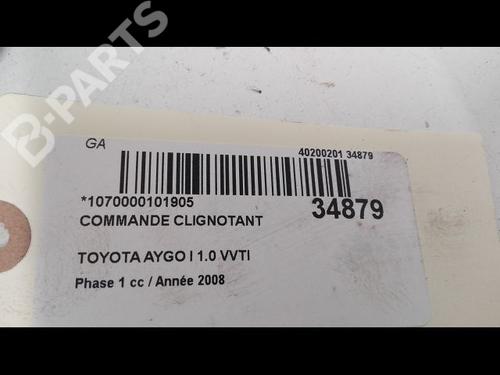 B-PARTS
GA
40200201 34879
*1070000101905
34879
COMMANDE CLIGNOTANT
TOYOTA AYGO I 1.0 VVTI
Phase 1 cc / Année 2008